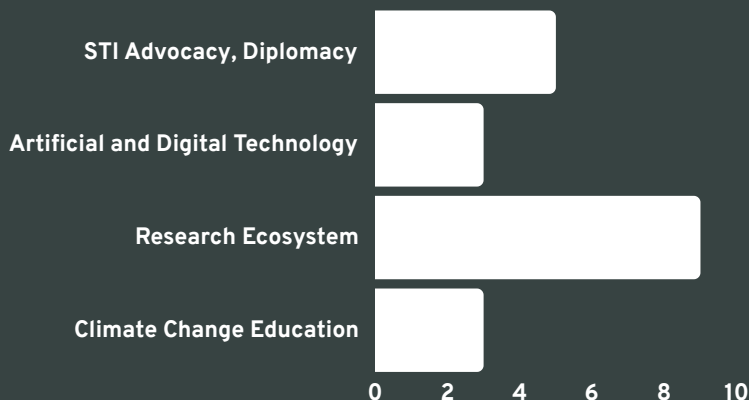 STI Advocacy, Diplomacy
Artificial and Digital Technology
Research Ecosystem
Climate Change Education
0 2 4 6 8 10